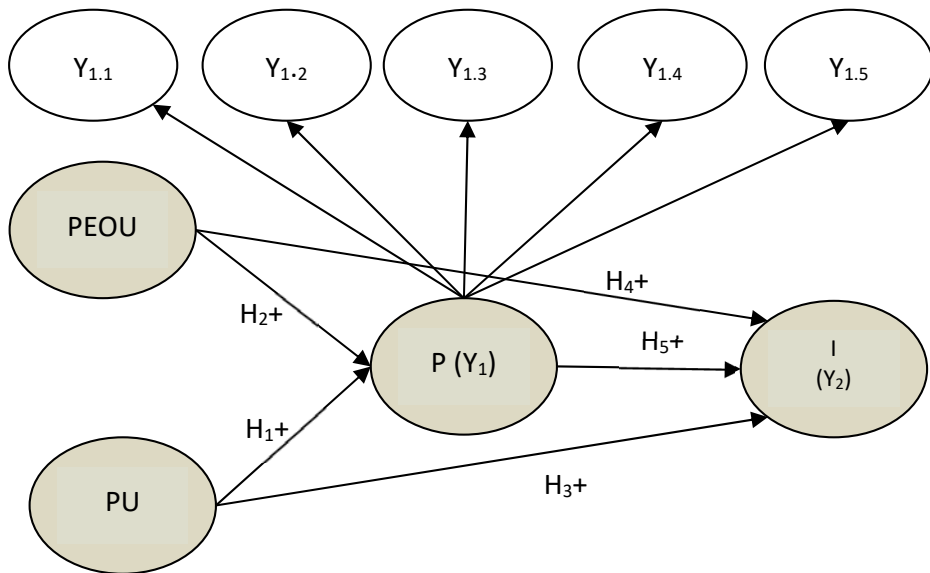 Y₁.₁
Y₁.₂
Y₁.₃
Y₁.₄
Y₁.₅
PEOU
H₄+
H₂+
H₅+
P (Y₁)
I
(Y₂)
H₁+
PU
H₃+